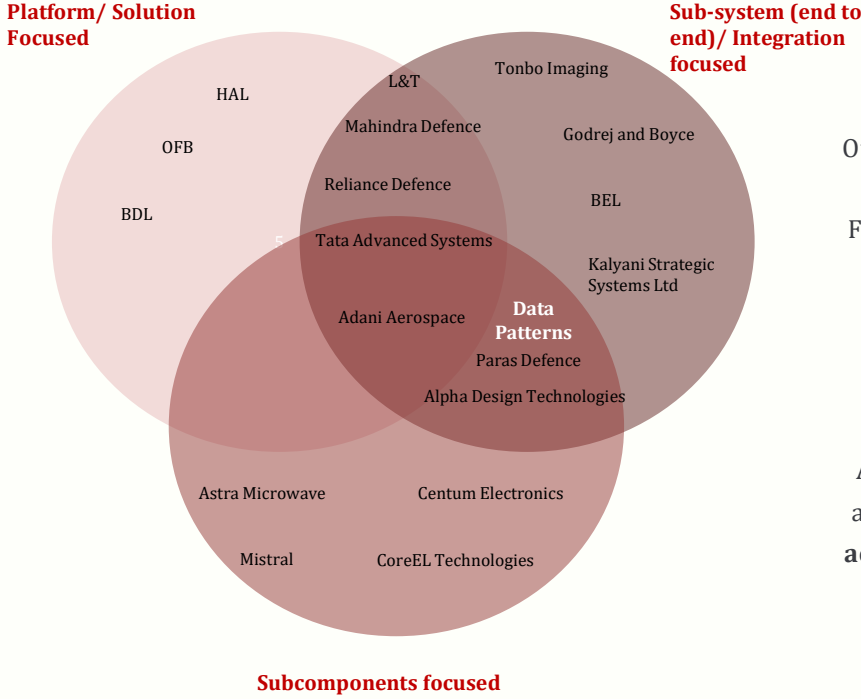 Platform/ Solution
Focused
Sub-system (end to
end)/ Integration
focused
HAL
OFB
BDL
L&T
Mahindra Defence
Reliance Defence
Tonbo Imaging
Godrej and Boyce
BEL
Kalyani Strategic
Systems Ltd
5
Tata Advanced Systems
Adani Aerospace
Data
Patterns
Paras Defence
Alpha Design Technologies
Astra Microwave
Centum Electronics
Mistral
CoreEL Technologies
Subcomponents focused